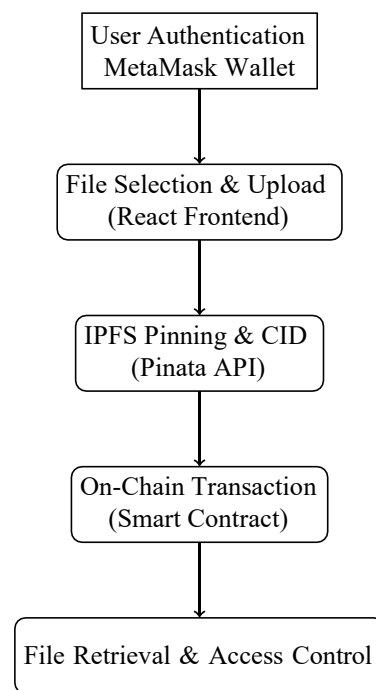 User Authentication
MetaMask Wallet
File Selection & Upload
(React Frontend)
IPFS Pinning & CID
(Pinata API)
On-Chain Transaction
(Smart Contract)
File Retrieval & Access Control